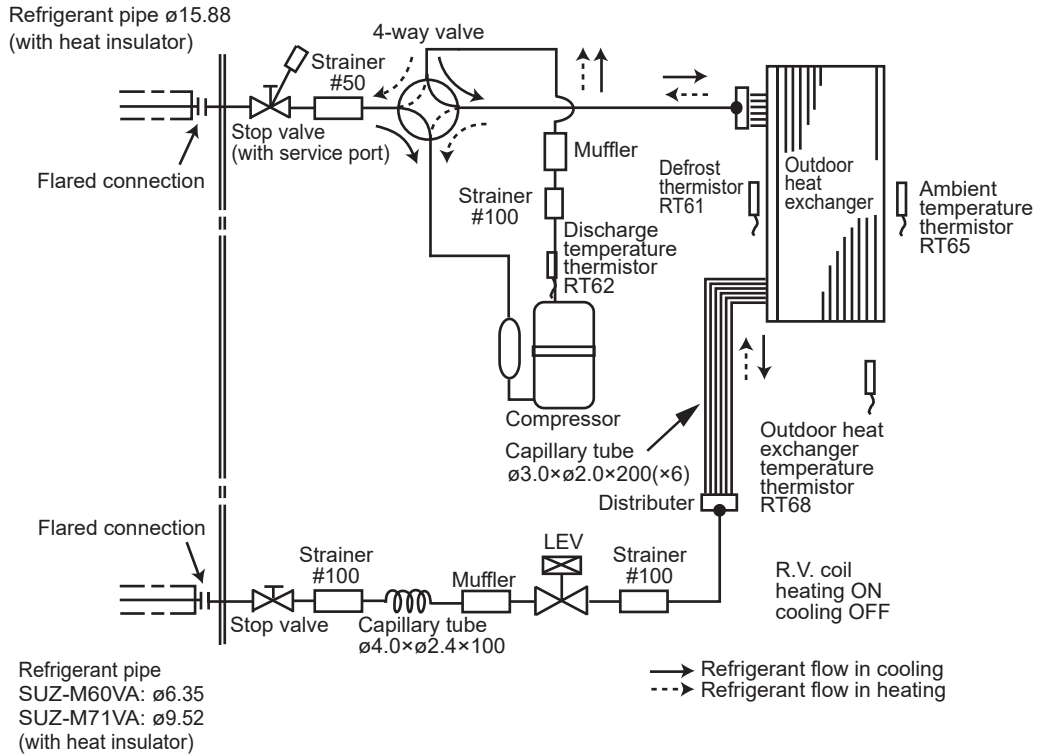 Refrigerant pipe ø15.88
(with heat insulator)
4-way valve
Strainer
#50
Stop valve
(with service port)
Flared connection
Muffler
Strainer
#100
Discharge
temperature
thermistor
RT62
Defrost
thermistor
RT61
Outdoor
heat
exchanger
Ambient
temperature
thermistor
RT65
Compressor
Capillary tube
ø3.0×ø2.0×200(×6)
Distributer
Outdoor heat
exchanger
temperature
thermistor
RT68
Flared connection
Strainer
#100
Muffler
LEV
Strainer
#100
Stop valve
Capillary tube
ø4.0×ø2.4×100
R.V. coil
heating ON
cooling OFF
Refrigerant pipe
SUZ-M60VA: ø6.35
SUZ-M71VA: ø9.52
(with heat insulator)
Refrigerant flow in cooling
Refrigerant flow in heating